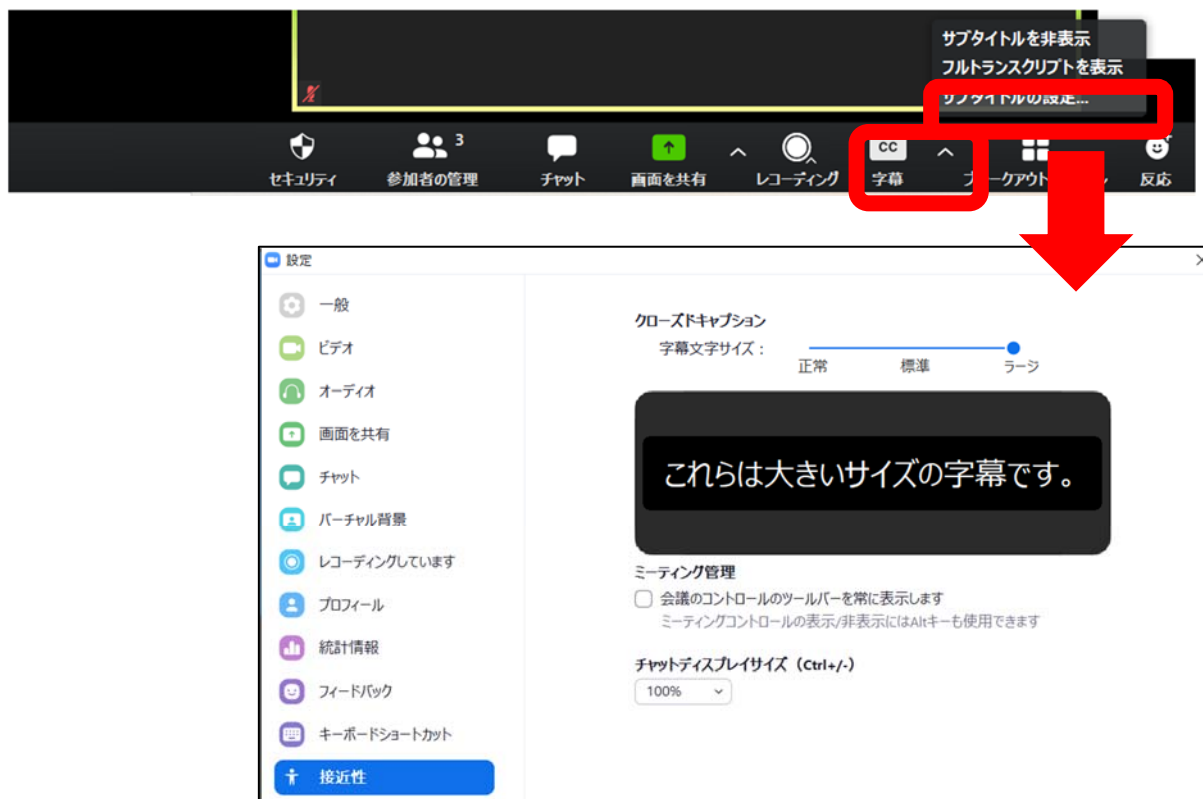 サブタイトルを非表示
フルトランスクリプトを表示
サブタイトルの設定...
セキュリティ
参加者の管理
3
チャット
画面を共有
レコーディング
CC
字幕
反応
設定
一般
ビデオ
オーディオ
画面を共有
チャット
バーチャル背景
レコーディングしています
プロフィール
統計情報
フィードバック
キーボードショートカット
接近性
クローズドキャプション
字幕文字サイズ:
正常 標準 ラージ
これらは大きいサイズの字幕です。
ミーティング管理
会議のコントロールのツールバーを常に表示します
ミーティングコントロールの表示/非表示にはAltキーも使用できます
チャットディスプレイサイズ(Ctrl+/-)
100%